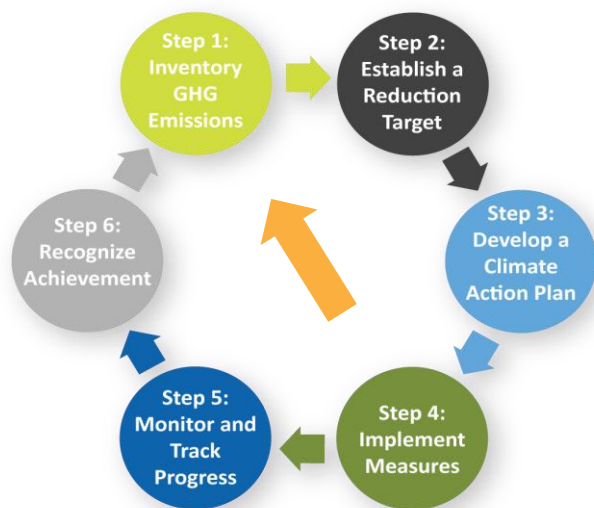 Step 1:
Inventory
GHG
Emissions
Step 2:
Establish a
Reduction
Target
Step 3:
Develop a
Climate
Action Plan
Step 4:
Implement
Measures
Step 5:
Monitor and
Track
Progress
Step 6:
Recognize
Achievement